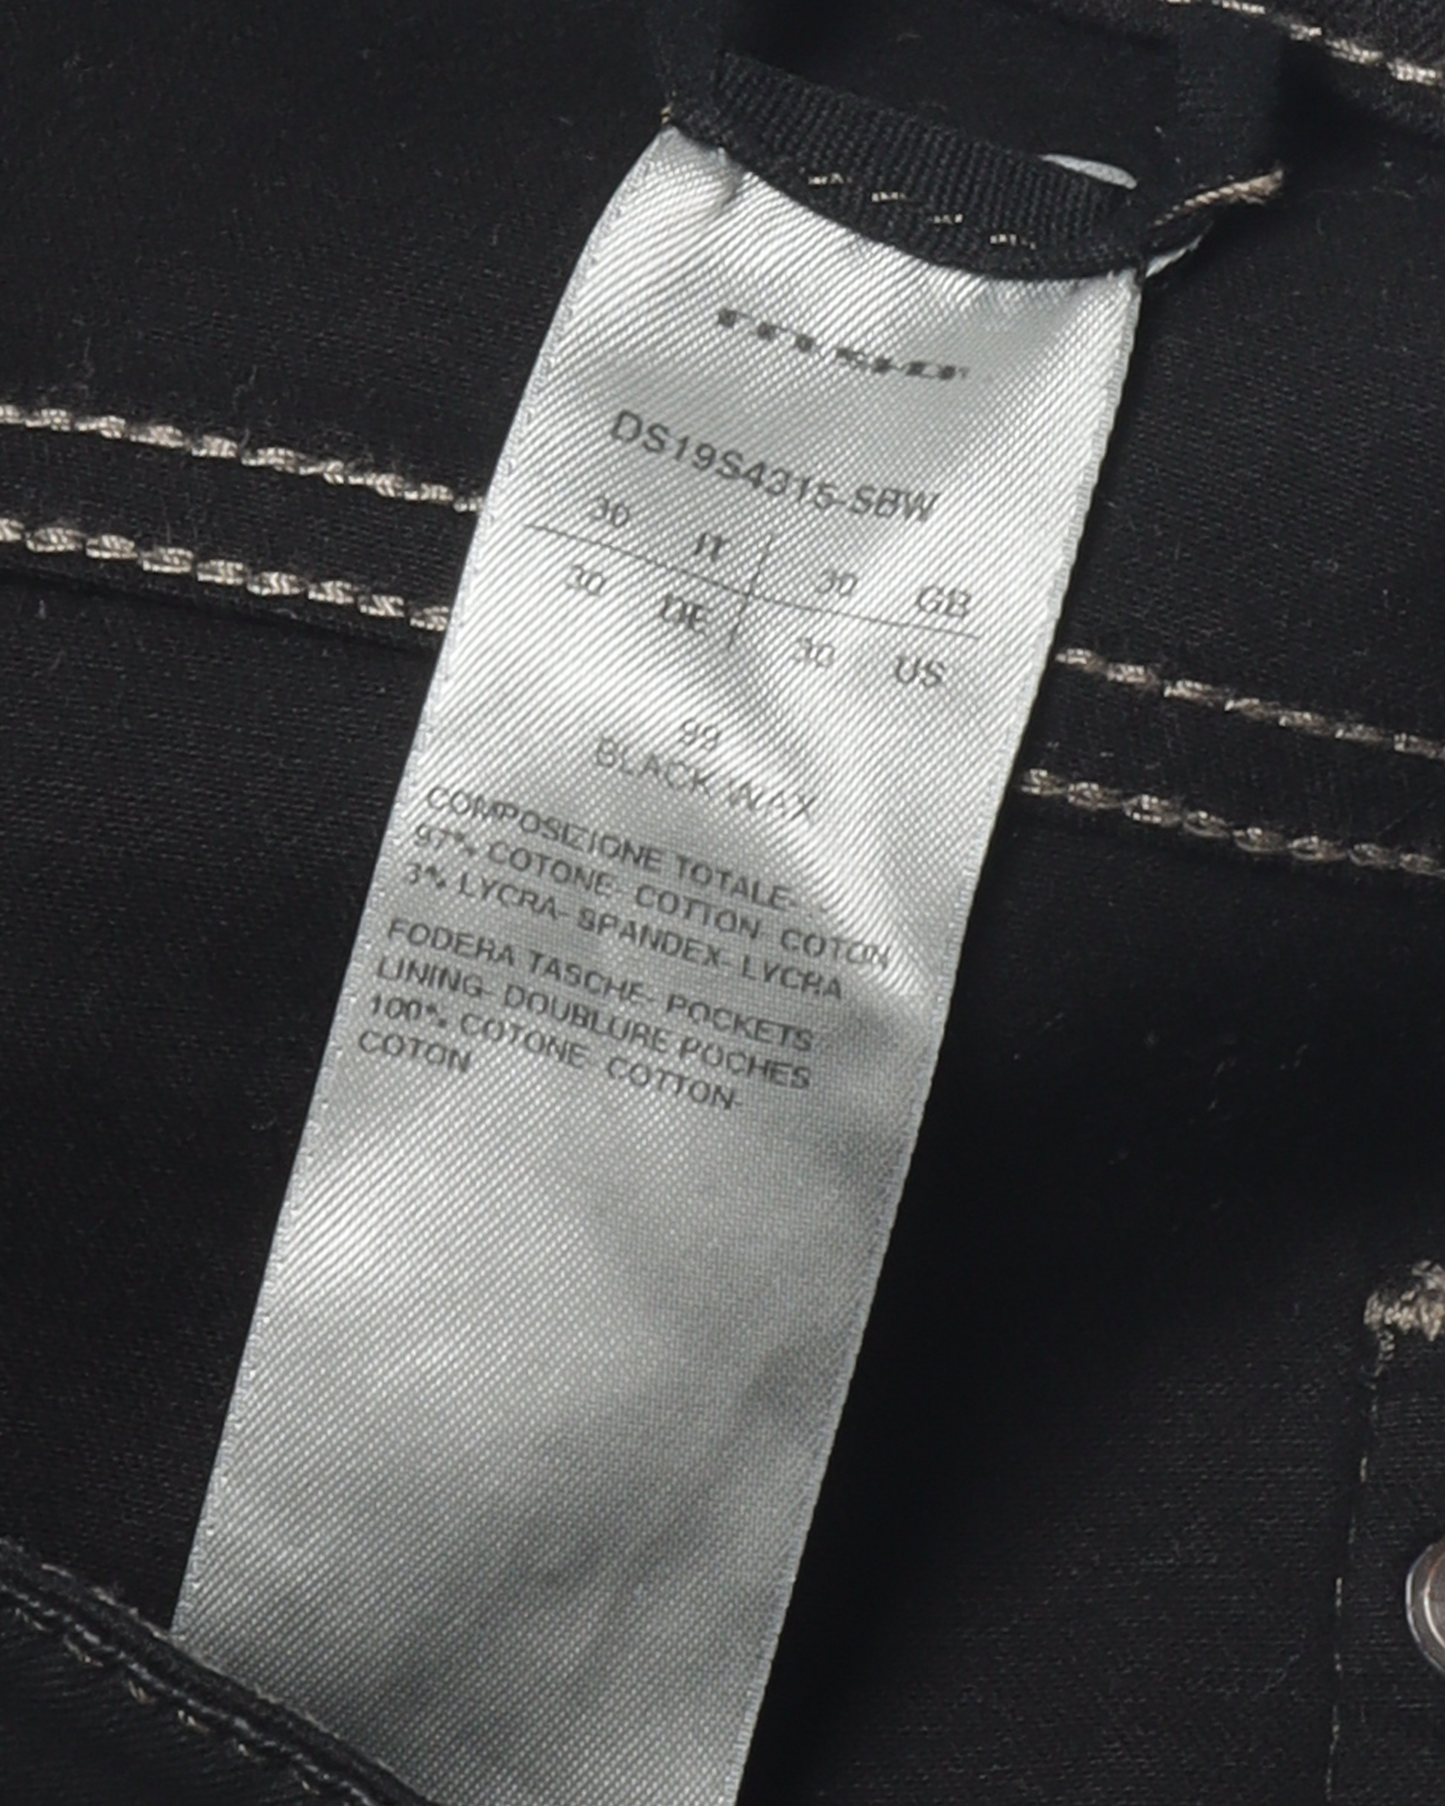 DS19S4315-SBW
30 IT 30 GB
30 DE 30 US
99
BLACK WAX
COMPOSIZIONE TOTALE-
97% COTONE- COTTON- COTON
3% LYCRA- SPANDEX- LYCRA
FODERA TASCHE- POCKETS
LINING- DOUBLURE POCHES
100% COTONE- COTTON-
COTON